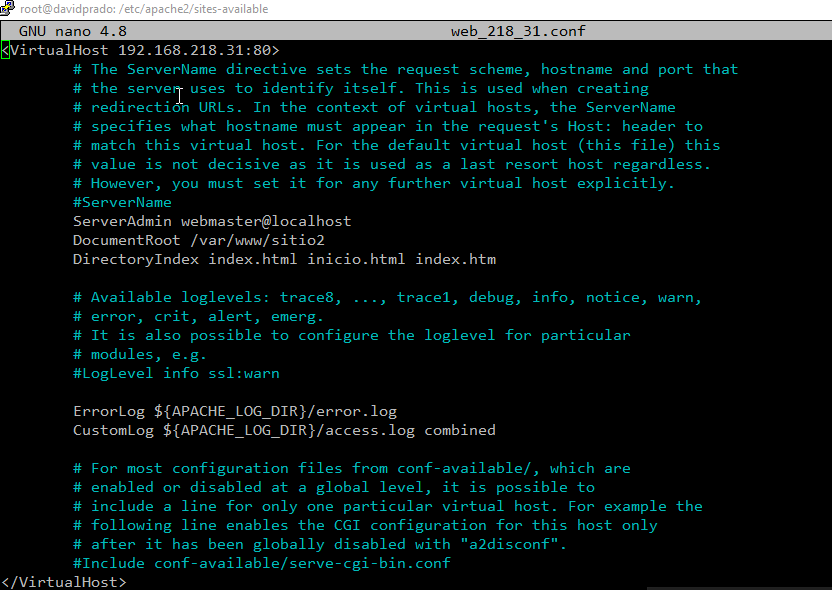 root@davidprado: /etc/apache2/sites-available
GNU nano 4.8 web_218_31.conf
<VirtualHost 192.168.218.31:80>
# The ServerName directive sets the request scheme, hostname and port that
# the server uses to identify itself. This is used when creating
# redirection URLs. In the context of virtual hosts, the ServerName
# specifies what hostname must appear in the request's Host: header to
# match this virtual host. For the default virtual host (this file) this
# value is not decisive as it is used as a last resort host regardless.
# However, you must set it for any further virtual host explicitly.
#ServerName
ServerAdmin webmaster@localhost
DocumentRoot /var/www/sitio2
DirectoryIndex index.html inicio.html index.htm
# Available loglevels: trace8, ..., trace1, debug, info, notice, warn,
# error, crit, alert, emerg.
# It is also possible to configure the loglevel for particular
# modules, e.g.
#LogLevel info ssl:warn
ErrorLog ${APACHE_LOG_DIR}/error.log
CustomLog ${APACHE_LOG_DIR}/access.log combined
# For most configuration files from conf-available/, which are
# enabled or disabled at a global level, it is possible to
# include a line for only one particular virtual host. For example the
# following line enables the CGI configuration for this host only
# after it has been globally disabled with "a2disconf".
#Include conf-available/serve-cgi-bin.conf
</VirtualHost>